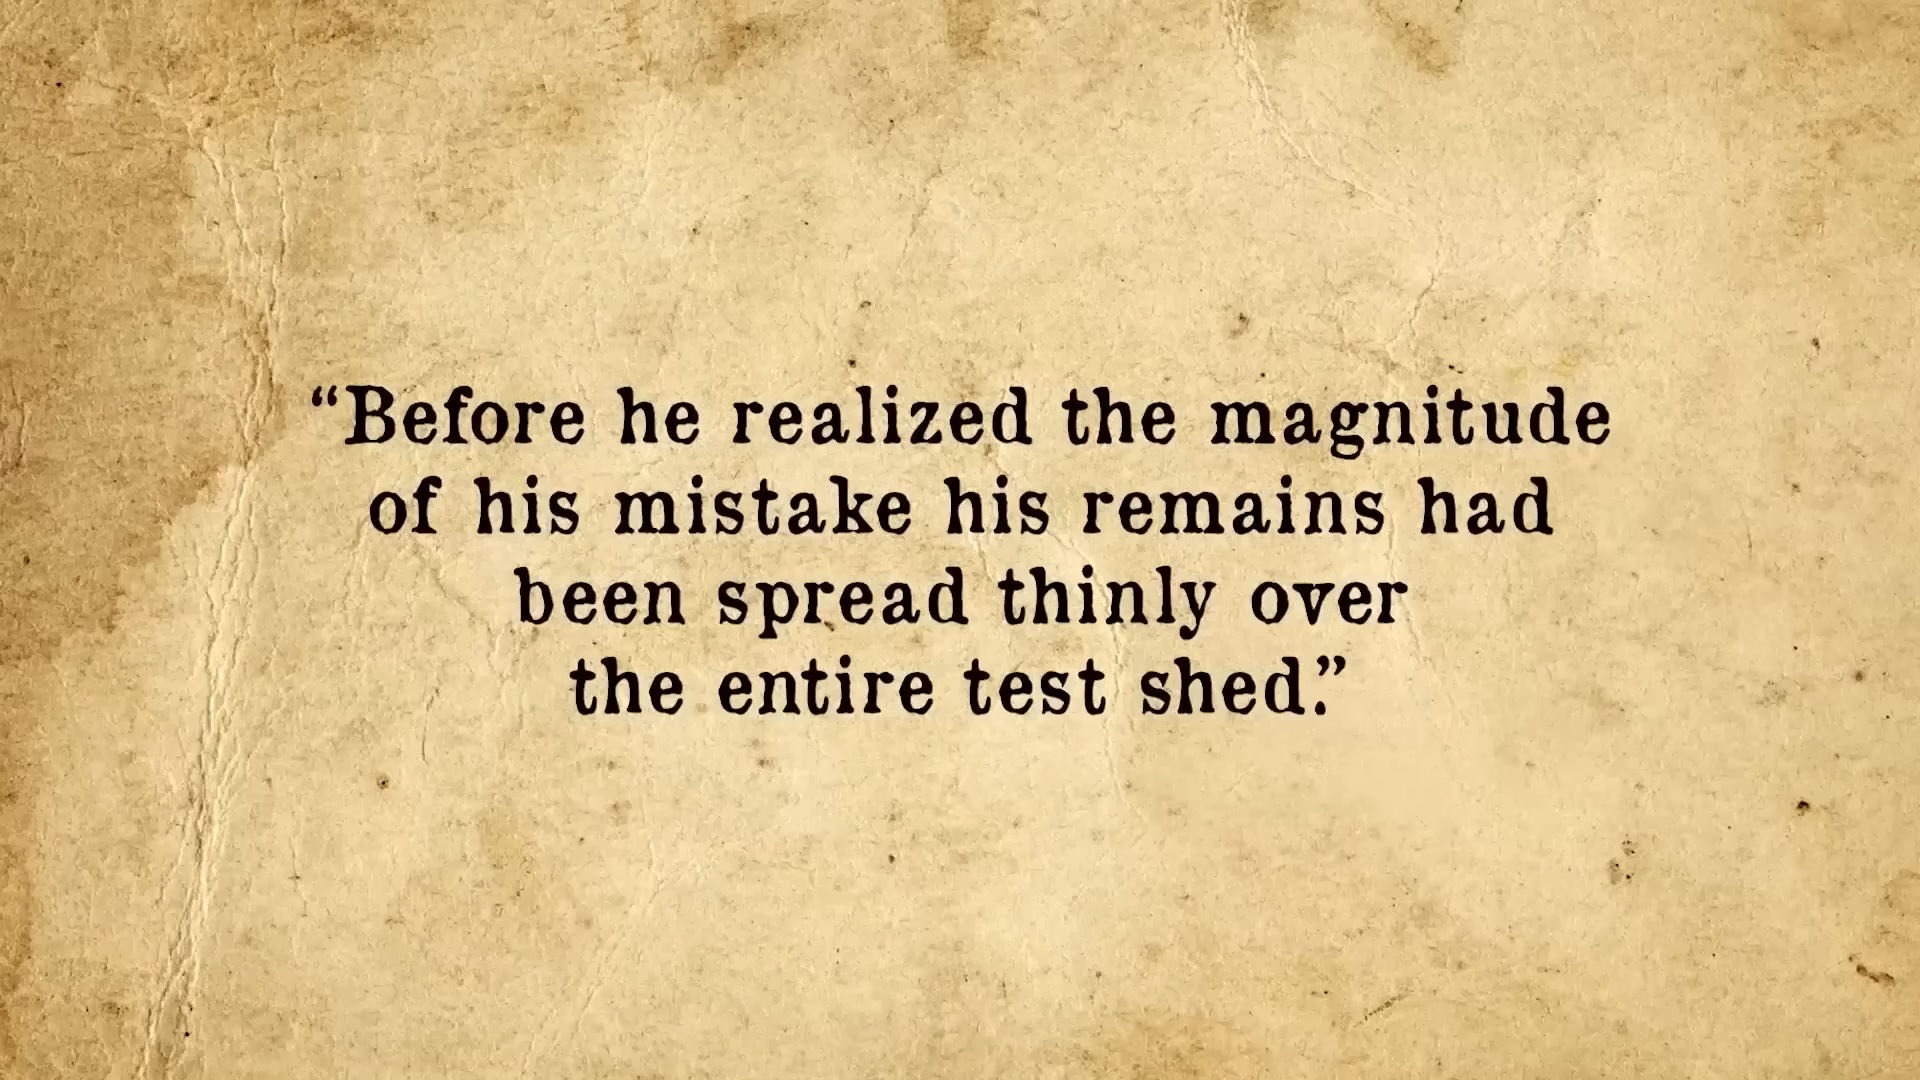 “Before he realized the magnitude
of his mistake his remains had
been spread thinly over
the entire test shed.”